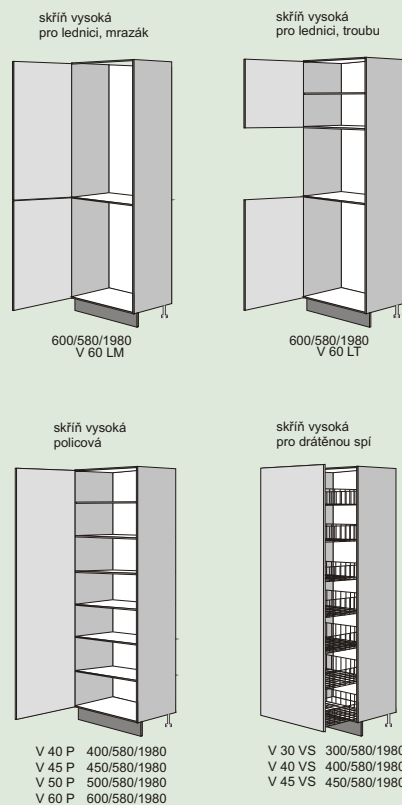 skříň vysoká
pro lednici, mrazák
600/580/1980
V 60 LM
skříň vysoká
pro lednici, troubu
600/580/1980
V 60 LT
skříň vysoká
policová
V 40 P 400/580/1980
V 45 P 450/580/1980
V 50 P 500/580/1980
V 60 P 600/580/1980
skříň vysoká
pro drátěnou spí
V 30 VS 300/580/1980
V 40 VS 400/580/1980
V 45 VS 450/580/1980